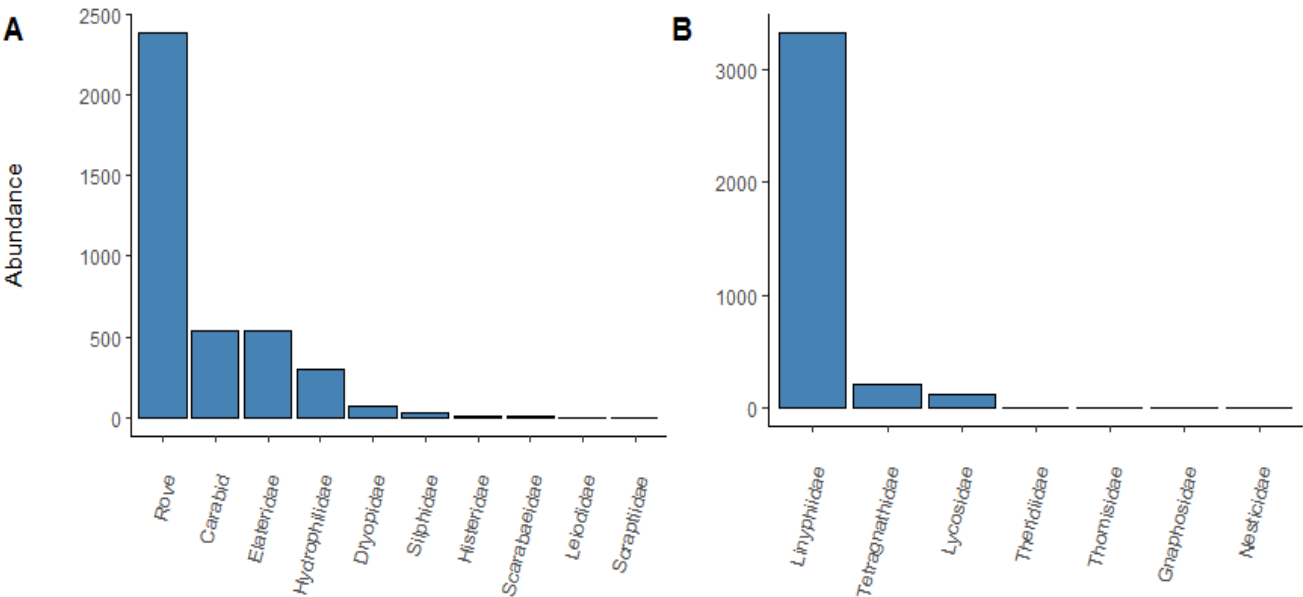 A
Abundance
2500
2000
1500
1000
500
0
Rove
Carabid
Elateridae
Hydrophilidae
Dryopidae
Silphidae
Histeridae
Scarabaeidae
Leiodidae
Scraptiidae
B
3000
2000
1000
0
Linyphiidae
Tetragnathidae
Lycosidae
Theridiidae
Thomisidae
Gnaphosidae
Nesticidae